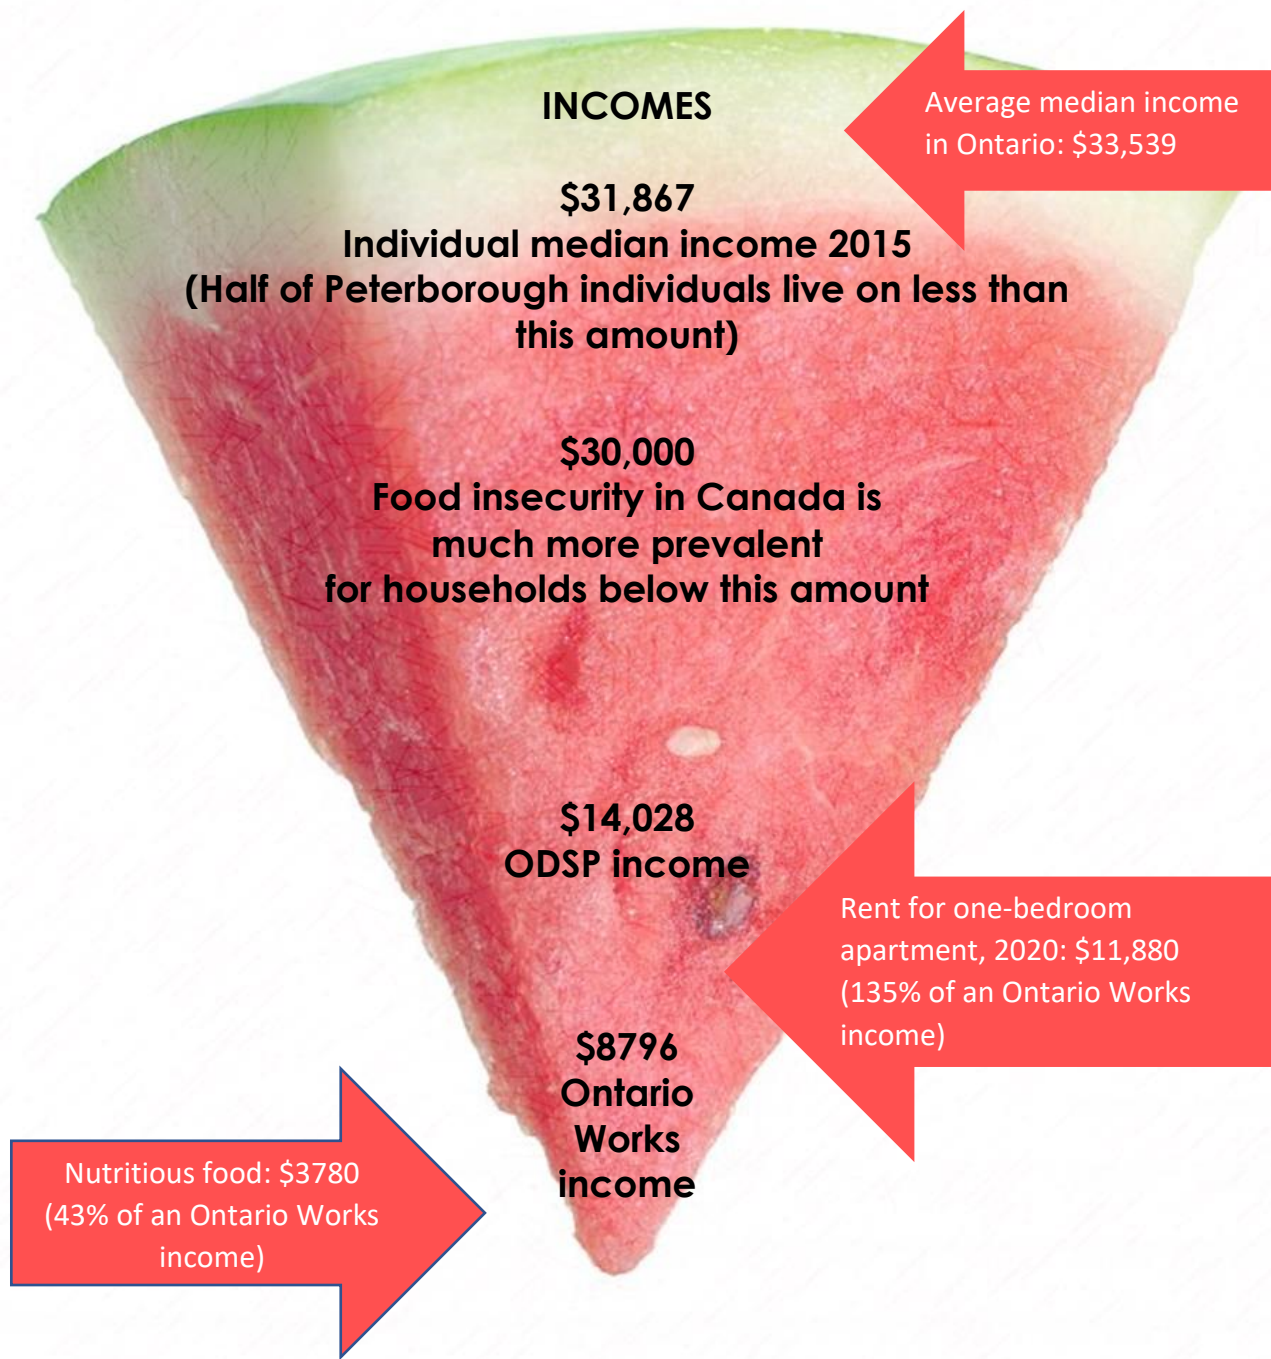 INCOMES
Average median income
in Ontario: $33,539
$31,867
Individual median income 2015
(Half of Peterborough individuals live on less than
this amount)
$30,000
Food insecurity in Canada is
much more prevalent
for households below this amount
$14,028
ODSP income
Rent for one-bedroom
apartment, 2020: $11,880
(135% of an Ontario Works
income)
$8796
Ontario
Works
income
Nutritious food: $3780
(43% of an Ontario Works
income)